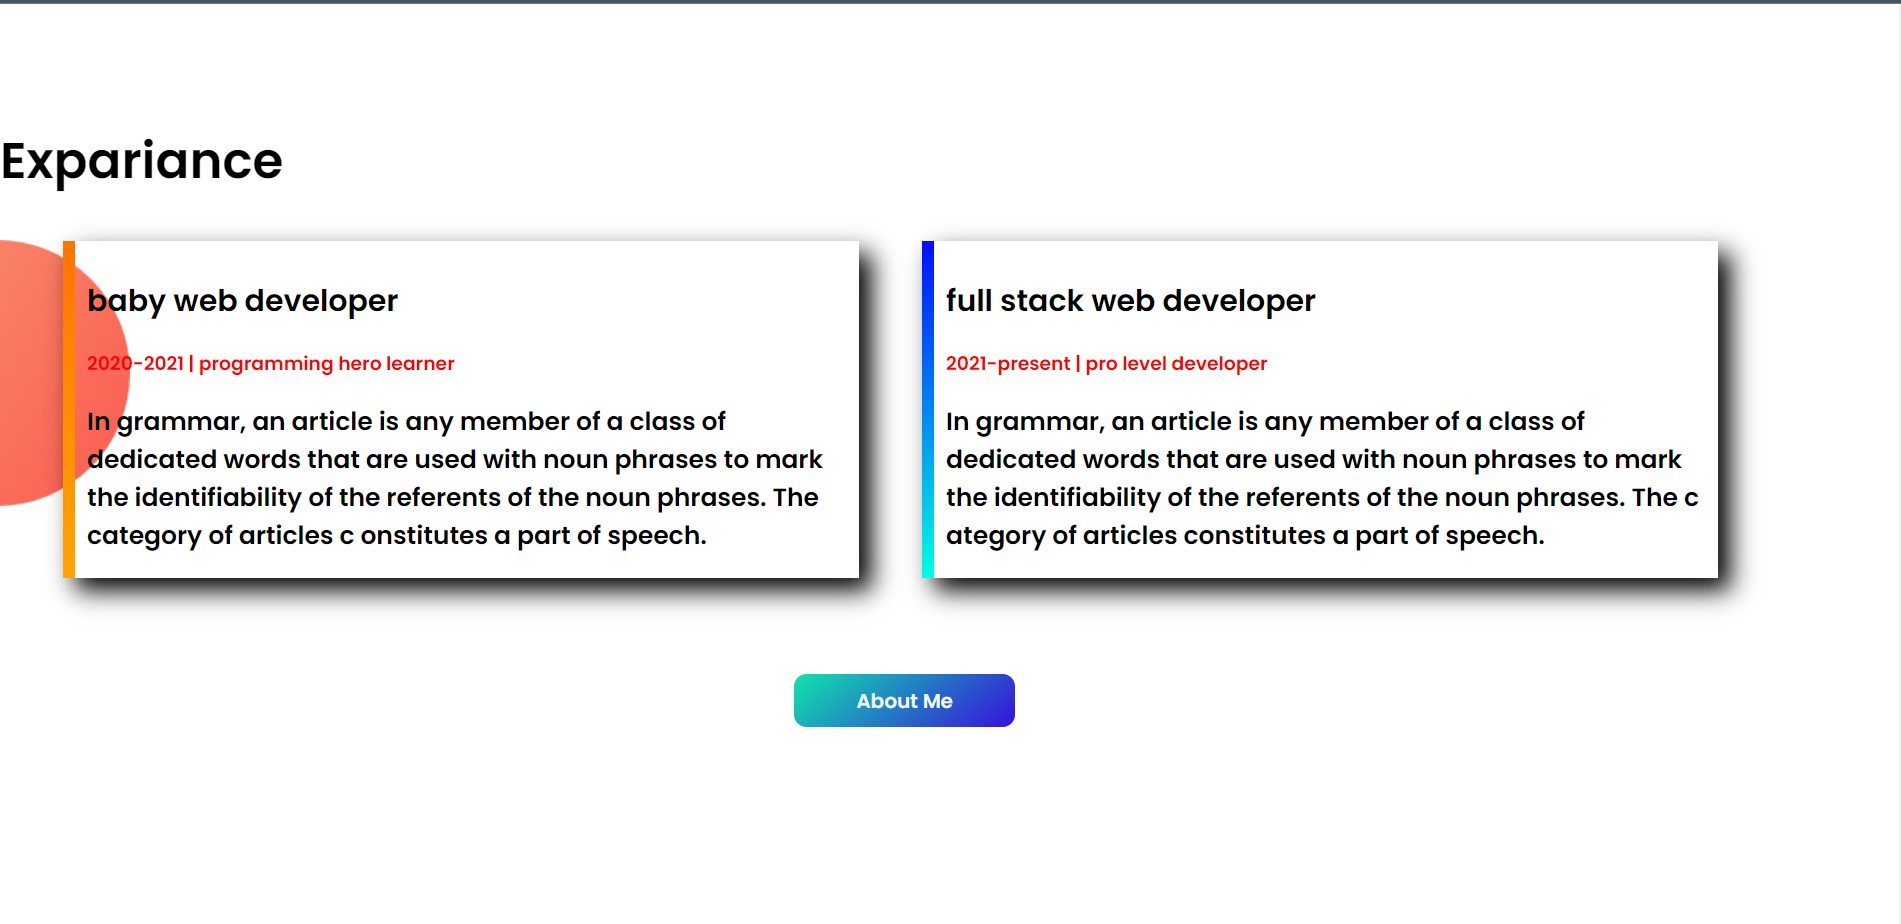 Expariance
baby web developer
2020-2021 | programming hero learner
In grammar, an article is any member of a class of
dedicated words that are used with noun phrases to mark
the identifiability of the referents of the noun phrases. The
category of articles c onstitutes a part of speech.
full stack web developer
2021-present | pro level developer
In grammar, an article is any member of a class of
dedicated words that are used with noun phrases to mark
the identifiability of the referents of the noun phrases. The c
ategory of articles constitutes a part of speech.
About Me